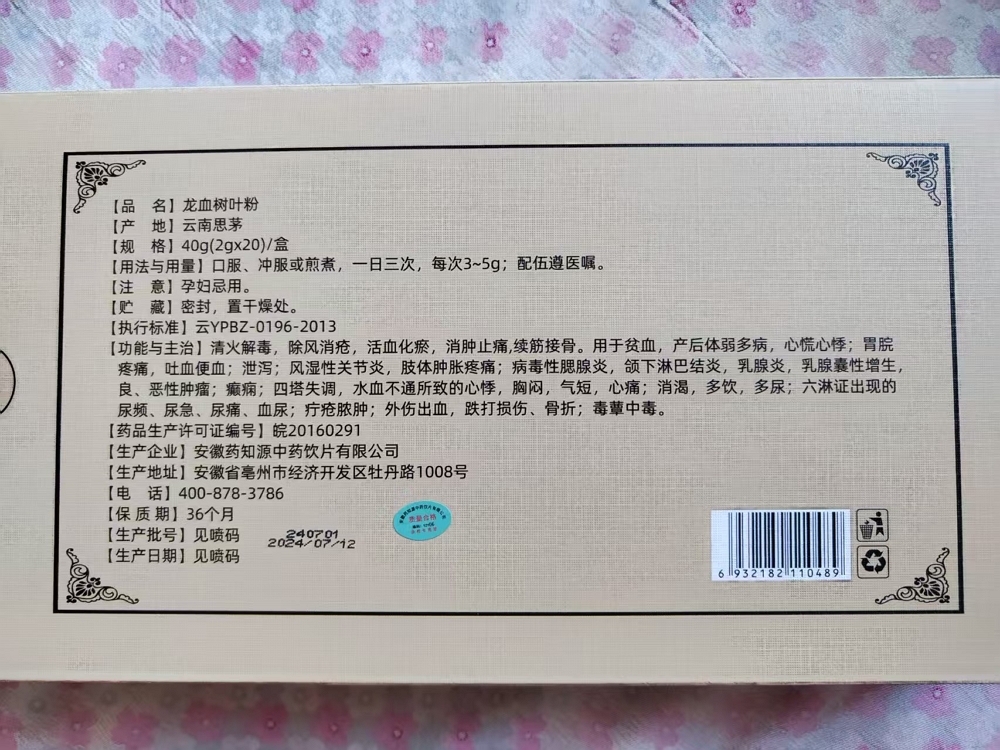 【品　名】龙血树叶粉
【产　地】云南思茅
【规　格】40g(2gx20)/盒
【用法与用量】口服、冲服或煎煮，一日三次，每次3~5g；配伍遵医嘱。
【注　意】孕妇忌用。
【贮　藏】密封，置干燥处。
【执行标准】云YPBZ-0196-2013
【功能与主治】清火解毒，除风消疮，活血化瘀，消肿止痛,续筋接骨。用于贫血，产后体弱多病，心慌心悸；胃脘
疼痛，吐血便血；泄泻；风湿性关节炎，肢体肿胀疼痛；病毒性腮腺炎，颌下淋巴结炎，乳腺炎，乳腺囊性增生，
良、恶性肿瘤；癫痫；四塔失调，水血不通所致的心悸，胸闷，气短，心痛；消渴，多饮，多尿；六淋证出现的
尿频、尿急、尿痛、血尿；疔疮脓肿；外伤出血，跌打损伤、骨折；毒蕈中毒。
【药品生产许可证编号】皖20160291
【生产企业】安徽药知源中药饮片有限公司
【生产地址】安徽省亳州市经济开发区牡丹路1008号
【电　话】400-878-3786
【保 质 期】36个月
【生产批号】见喷码
240701
【生产日期】见喷码
2024/07/12
质量合格
6 932182 110489